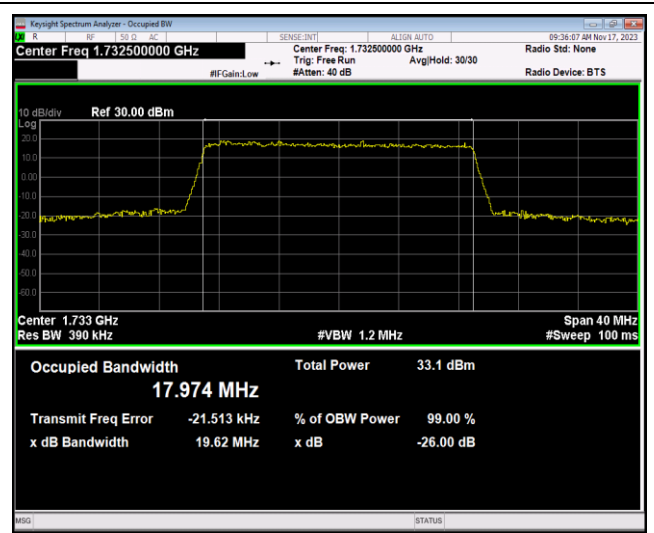 Keysight Spectrum Analyzer - Occupied BW
R RF 50 Ω AC SENSE:INT ALIGN AUTO 09:36:07 AM Nov 17, 2023
Center Freq 1.732500000 GHz Center Freq: 1.732500000 GHz Radio Std: None
Trig: Free Run Avg|Hold: 30/30
#IFGain:Low #Atten: 40 dB Radio Device: BTS
10 dB/div Ref 30.00 dBm
Log
20.0
10.0
0.00
-10.0
-20.0
-30.0
-40.0
-50.0
-60.0
Center 1.733 GHz Span 40 MHz
Res BW 390 kHz #VBW 1.2 MHz #Sweep 100 ms
Occupied Bandwidth Total Power 33.1 dBm
17.974 MHz
Transmit Freq Error -21.513 kHz % of OBW Power 99.00 %
x dB Bandwidth 19.62 MHz x dB -26.00 dB
MSG STATUS